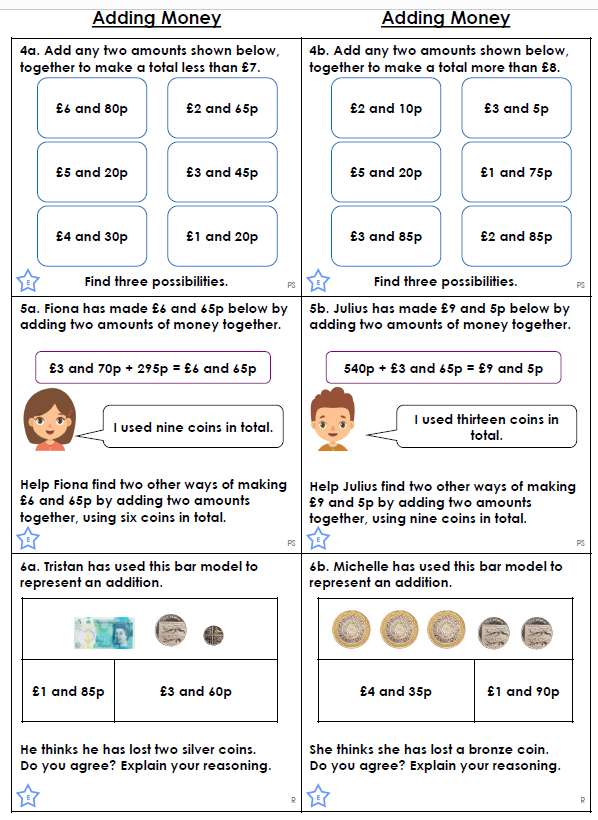 Adding Money
Adding Money
4a. Add any two amounts shown below,
together to make a total less than £7.
£6 and 80p
£2 and 65p
£5 and 20p
£3 and 45p
£4 and 30p
£1 and 20p
E
Find three possibilities.
PS
4b. Add any two amounts shown below,
together to make a total more than £8.
£2 and 10p
£3 and 5p
£5 and 20p
£1 and 75p
£3 and 85p
£2 and 85p
E
Find three possibilities.
PS
5a. Fiona has made £6 and 65p below by
adding two amounts of money together.
£3 and 70p + 295p = £6 and 65p
I used nine coins in total.
Help Fiona find two other ways of making
£6 and 65p by adding two amounts
together, using six coins in total.
E
PS
5b. Julius has made £9 and 5p below by
adding two amounts of money together.
540p + £3 and 65p = £9 and 5p
I used thirteen coins in
total.
Help Julius find two other ways of making
£9 and 5p by adding two amounts
together, using nine coins in total.
E
PS
6a. Tristan has used this bar model to
represent an addition.
£1 and 85p
£3 and 60p
He thinks he has lost two silver coins.
Do you agree? Explain your reasoning.
E
R
6b. Michelle has used this bar model to
represent an addition.
£4 and 35p
£1 and 90p
She thinks she has lost a bronze coin.
Do you agree? Explain your reasoning.
E
R